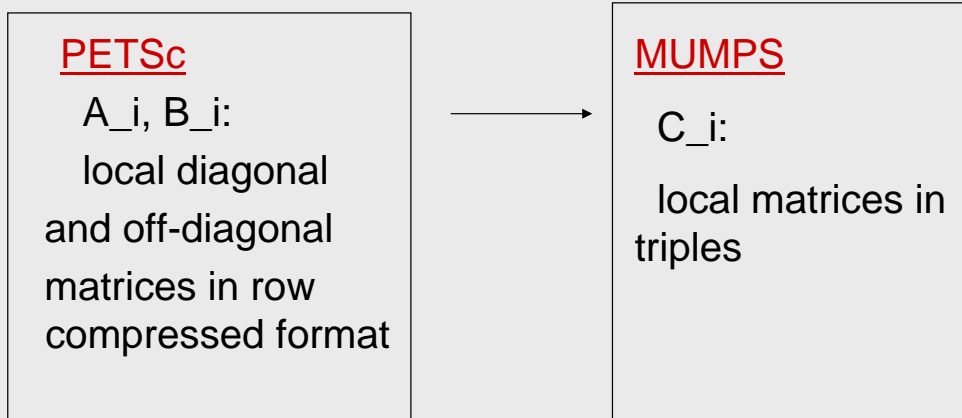 PETSc
A_i, B_i:
local diagonal
and off-diagonal
matrices in row
compressed format
MUMPS
C_i:
local matrices in
triples